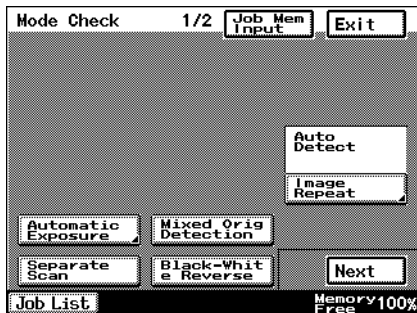 Mode Check 1/2 Job Mem Exit
Input
Auto
Detect
Image
Repeat
Automatic Mixed Orig
Exposure Detection
Separate Black-Whit
Scan e Reverse Next
Job List Memory 100%
Free